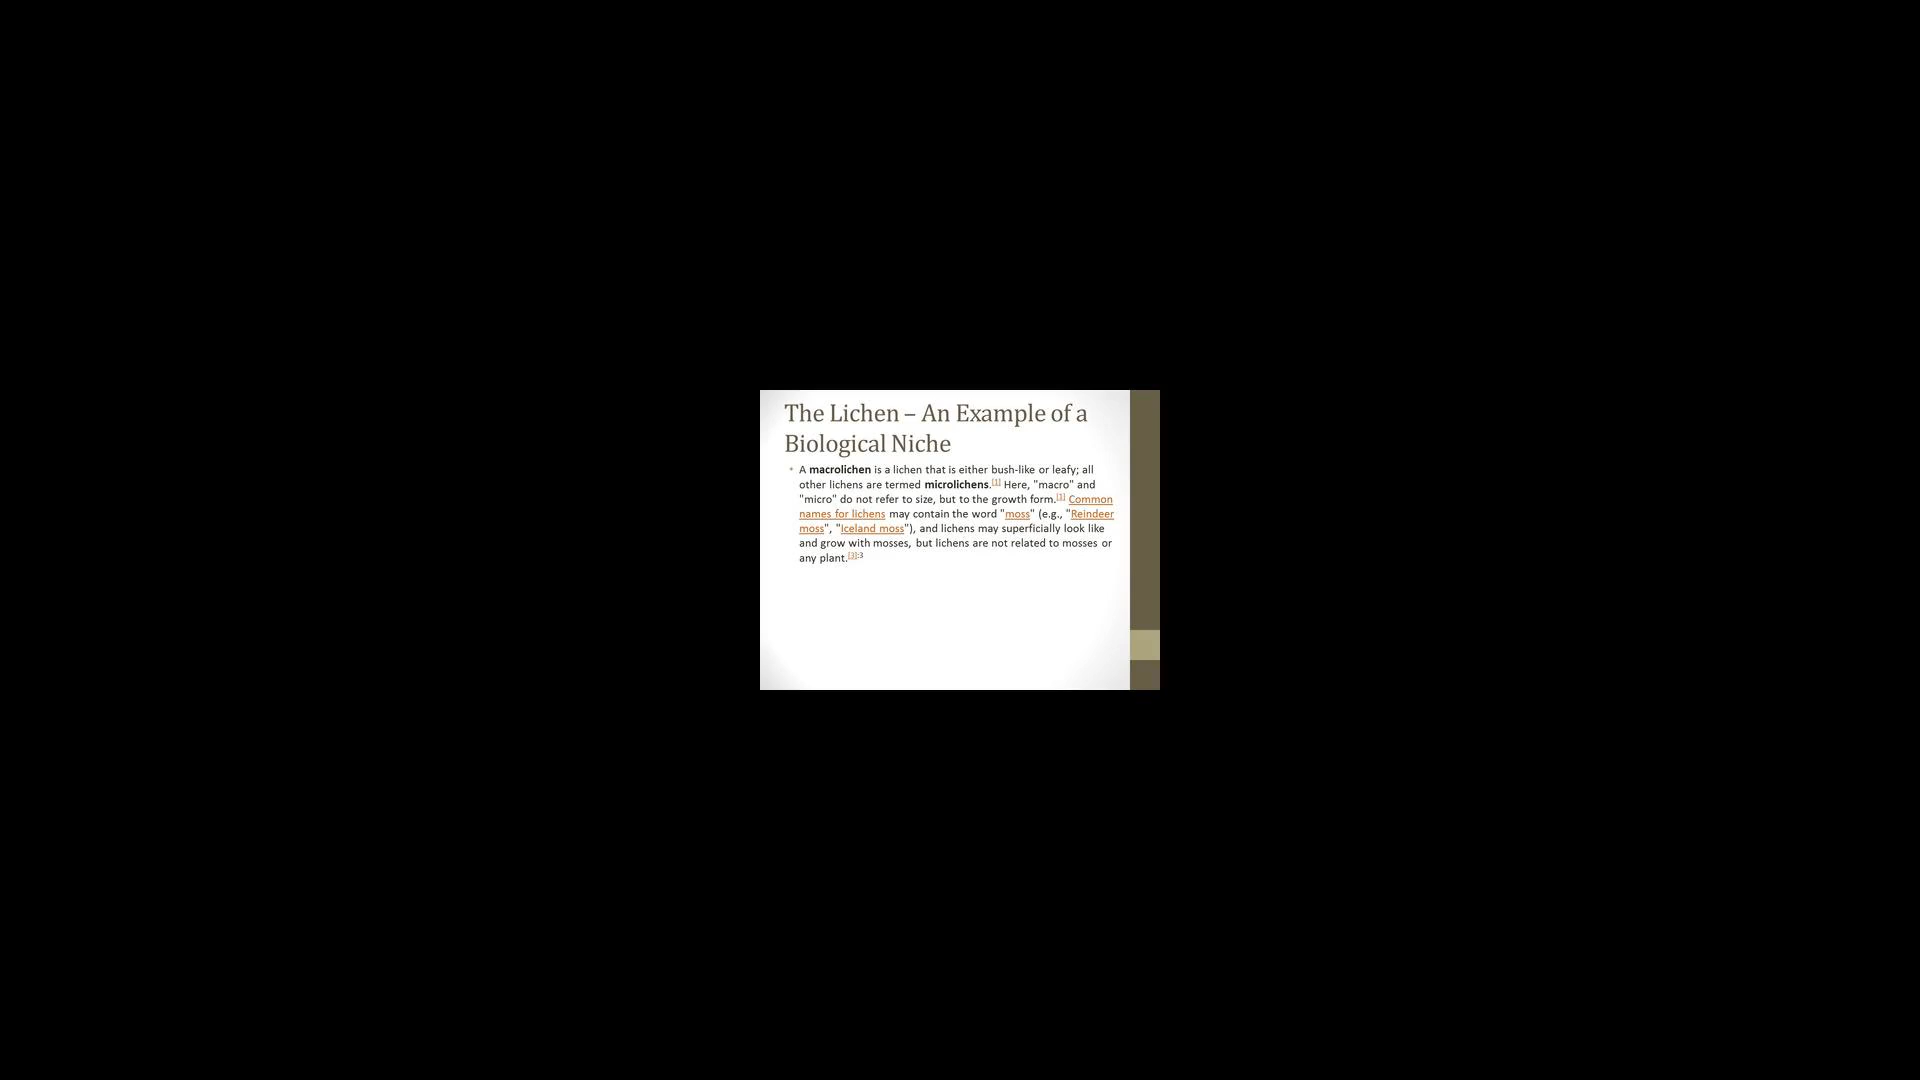 The Lichen – An Example of a
Biological Niche
• A macrolichen is a lichen that is either bush-like or leafy; all
other lichens are termed microlichens.[1] Here, "macro" and
"micro" do not refer to size, but to the growth form.[1] Common
names for lichens may contain the word "moss" (e.g., "Reindeer
moss", "Iceland moss"), and lichens may superficially look like
and grow with mosses, but lichens are not related to mosses or
any plant.[3]:3